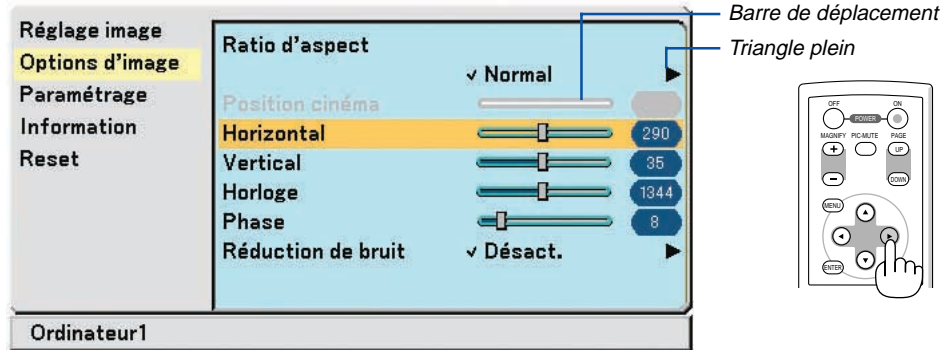 Réglage image
Options d'image
Paramétrage
Information
Reset
Ratio d'aspect
✓ Normal
Position cinéma
Horizontal 290
Vertical 35
Horloge 1344
Phase 8
Réduction de bruit ✓ Désact.
Ordinateur1
Barre de déplacement
Triangle plein
OFF ON
POWER
MAGNIFY PIC-MUTE PAGE
+ UP
− DOWN
MENU
ENTER